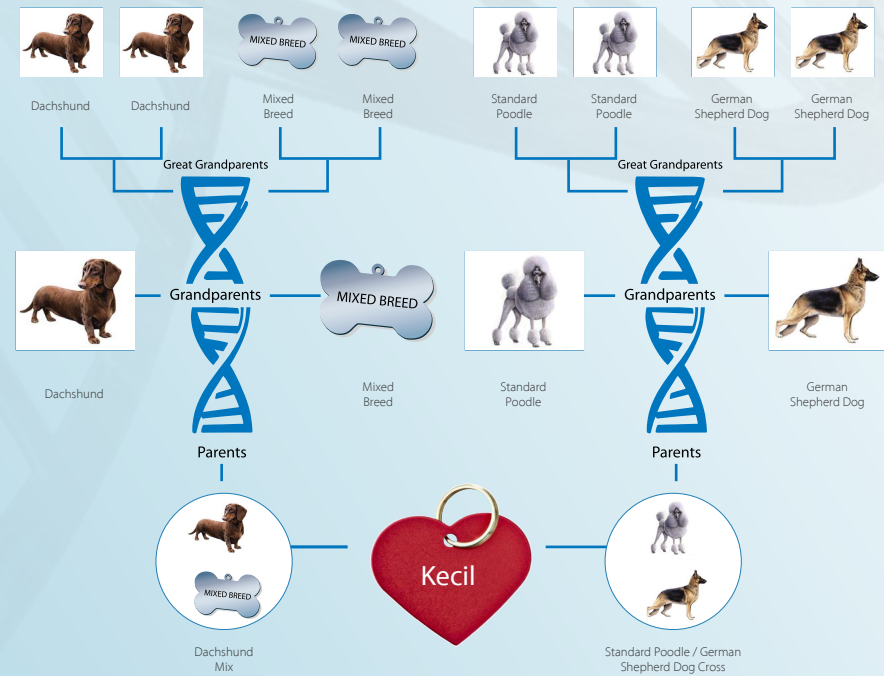 MIXED BREED
MIXED BREED
Dachshund
Dachshund
Mixed
Breed
Mixed
Breed
Standard
Poodle
Standard
Poodle
German
Shepherd Dog
German
Shepherd Dog
Great Grandparents
Great Grandparents
Grandparents
MIXED BREED
Grandparents
Dachshund
Mixed
Breed
Standard
Poodle
German
Shepherd Dog
Parents
Parents
MIXED BREED
Kecil
Dachshund
Mix
Standard Poodle / German
Shepherd Dog Cross